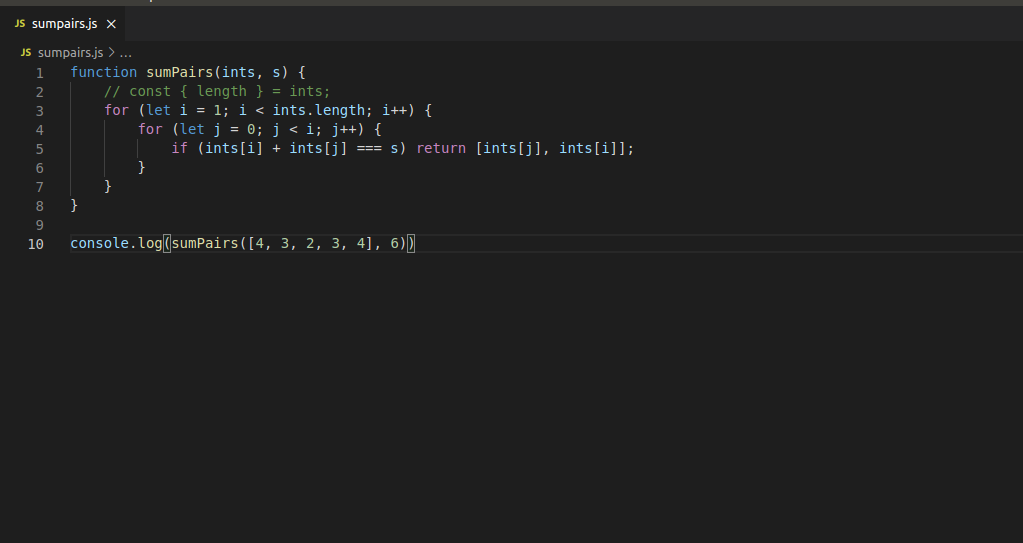 JS sumpairs.js ×
JS sumpairs.js > ...
1 function sumPairs(ints, s) {
2     // const { length } = ints;
3     for (let i = 1; i < ints.length; i++) {
4         for (let j = 0; j < i; j++) {
5             if (ints[i] + ints[j] === s) return [ints[j], ints[i]];
6         }
7     }
8 }
9
10 console.log(sumPairs([4, 3, 2, 3, 4], 6))